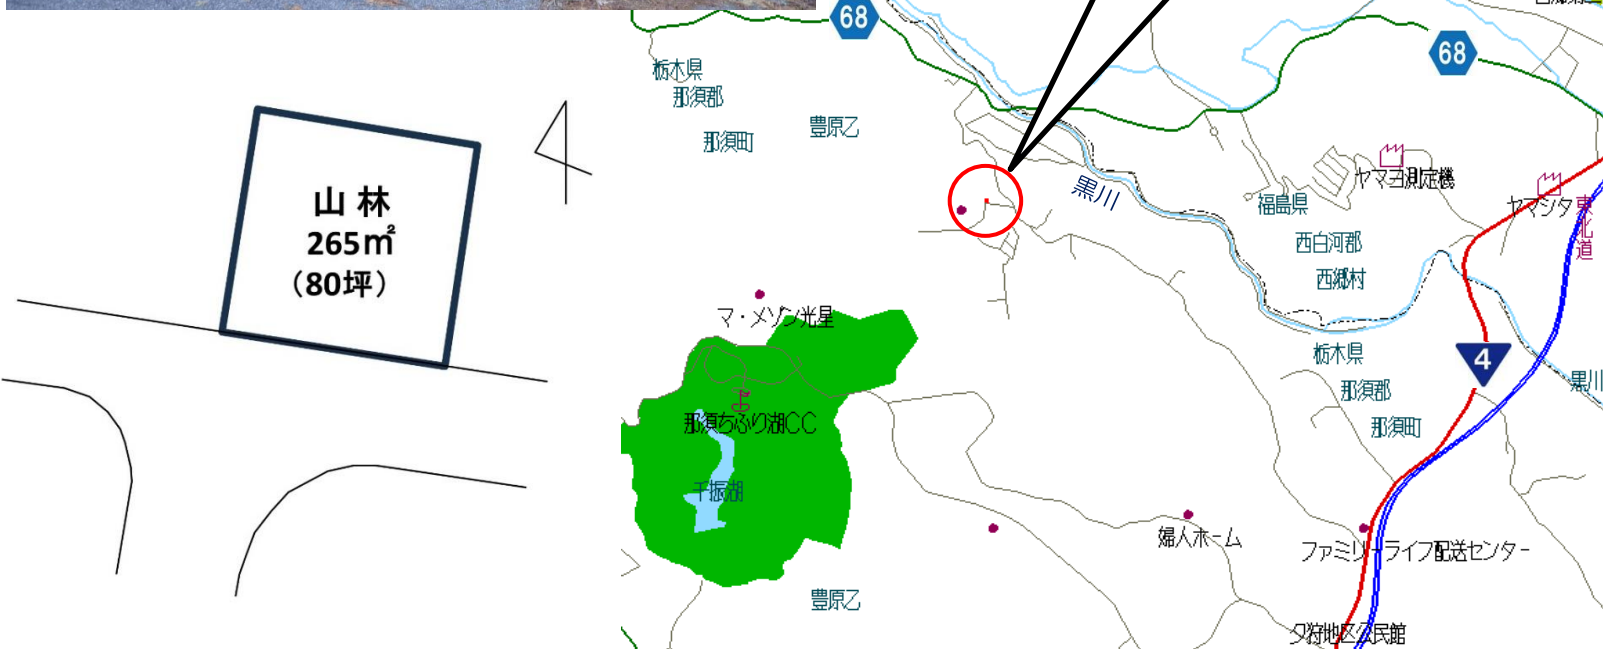 山 林
265㎡
（80坪）
68
68
栃木県
那須郡
那須町
豊原乙
黒川
福島県
西白河郡
西郷村
ヤマヨ測定機
ヤマシタ
東北道
マ・メゾン光星
那須ちふり湖CC
千振湖
栃木県
那須郡
那須町
4
黒川
婦人ホーム
ファミリーライフ配送センター
豊原乙
夕狩地区公民館